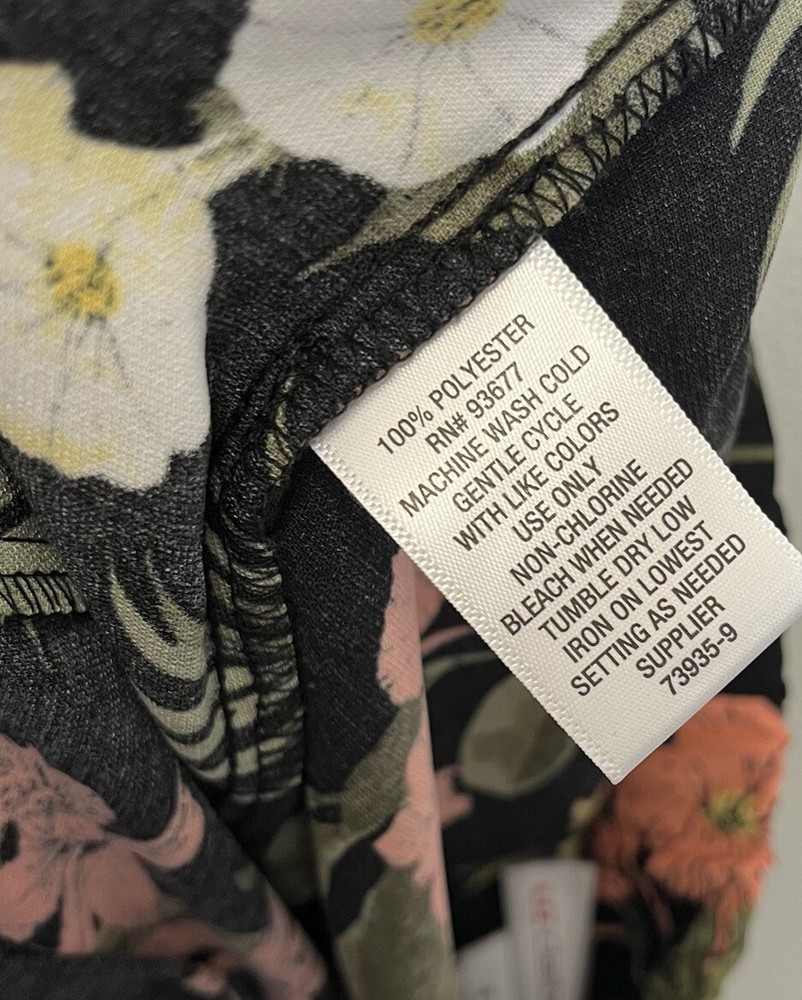 100% POLYESTER
RN# 93677
MACHINE WASH COLD
GENTLE CYCLE
WITH LIKE COLORS
USE ONLY
NON-CHLORINE
BLEACH WHEN NEEDED
TUMBLE DRY LOW
IRON ON LOWEST
SETTING AS NEEDED
SUPPLIER
73935-9